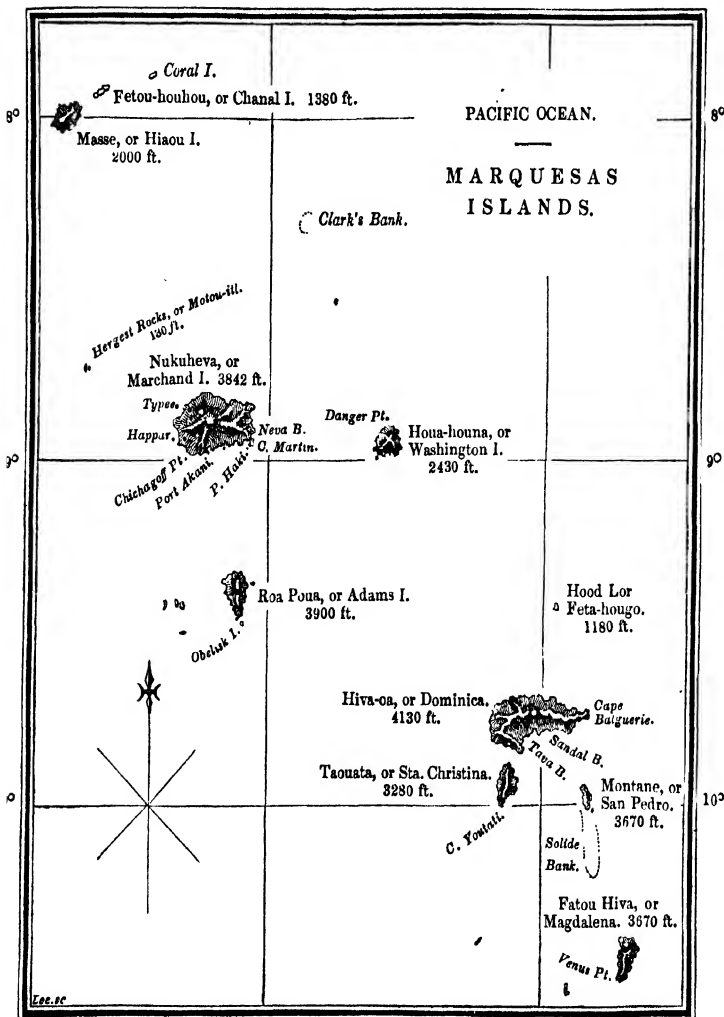 Coral I.
Fetou-houhou, or Chanal I. 1380 ft.
8°
8°
PACIFIC OCEAN.
Masse, or Hiaou I.
2000 ft.
MARQUESAS
ISLANDS.
Clark's Bank.
Hergest Rocks, or Motou-iti.
130 ft.
Nukuheva, or
Marchand I. 3842 ft.
Typee.
Happar.
Neva B.
C. Martin.
Chichagoff Pt.
Port Akani.
P. Haki.
Danger Pt.
Houa-houna, or
Washington I.
2430 ft.
9°
9°
Roa Poua, or Adams I.
3900 ft.
Obelisk I.
Hood Lor
Feta-hougo.
1180 ft.
Hiva-oa, or Dominica.
4130 ft.
Cape
Balguerie.
Sandal B.
Tava B.
Taouata, or Sta. Christina.
3280 ft.
Montane, or
San Pedro.
3670 ft.
°
10°
C. Youtati.
Solide
Bank.
Fatou Hiva, or
Magdalena. 3670 ft.
Venus Pt.
Lee.sc